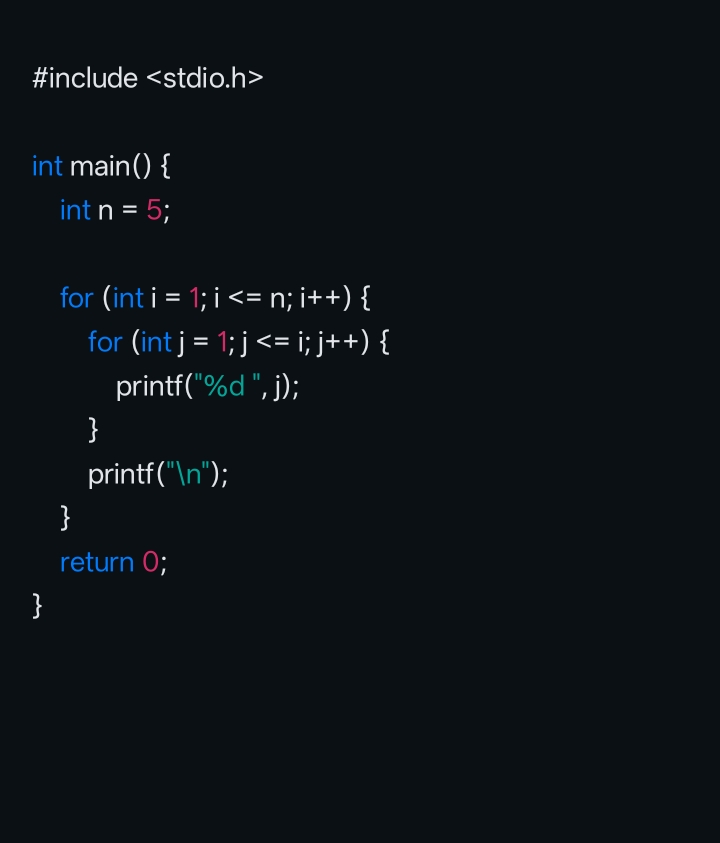 #include <stdio.h>
int main() {
int n = 5;
for (int i = 1; i <= n; i++) {
for (int j = 1; j <= i; j++) {
printf("%d ", j);
}
printf("\n");
}
return 0;
}